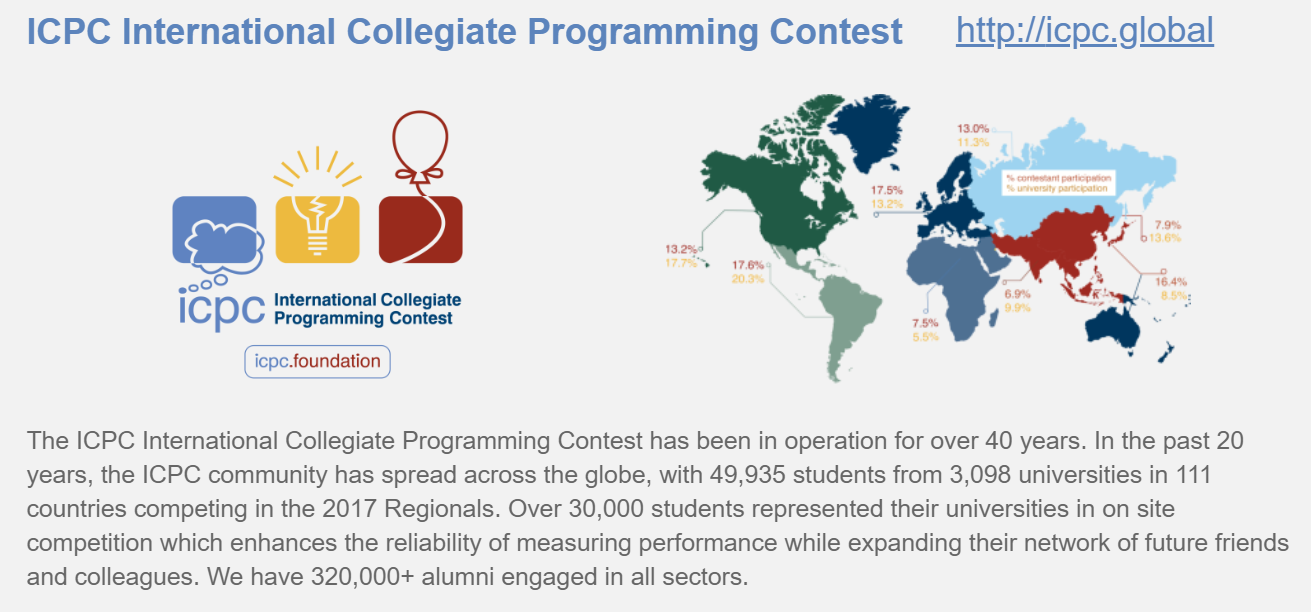 ICPC International Collegiate Programming Contest http://icpc.global
icpc International Collegiate
Programming Contest
icpc.foundation
13.0%
11.3%
% contestant participation
% university participation
17.5%
13.2%
7.9%
13.6%
13.2%
17.7%
17.6%
20.3%
16.4%
8.5%
6.9%
9.9%
7.5%
5.5%
The ICPC International Collegiate Programming Contest has been in operation for over 40 years. In the past 20
years, the ICPC community has spread across the globe, with 49,935 students from 3,098 universities in 111
countries competing in the 2017 Regionals. Over 30,000 students represented their universities in on site
competition which enhances the reliability of measuring performance while expanding their network of future friends
and colleagues. We have 320,000+ alumni engaged in all sectors.